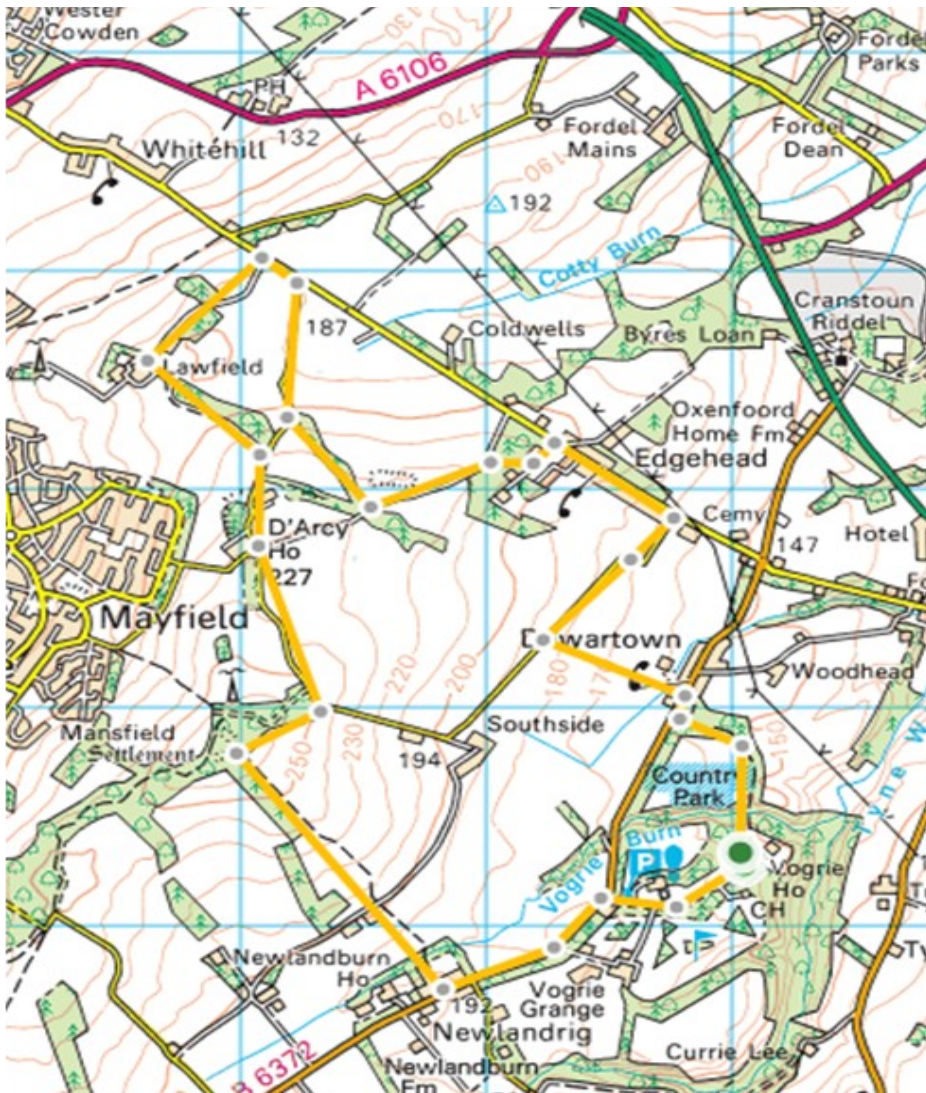 Wester
Cowden
130
Fordel
Parks
PH
A 6106
170
132
Whitehill
Fordel
Mains
Fordel
Dean
190
192
Cotty Burn
Cranstoun
Riddel
187
Coldwells
Byres Loan
Lawfield
Oxenfoord
Home Fm
Edgehead
Cemy
D'Arcy
Ho
227
147
Hotel
Mayfield
Dewartown
Woodhead
220
200
180
Southside
150
Mansfield
Settlement
250
230
194
Country
Park
Tyne W
Vogrie Burn
P
Vogrie
Ho
CH
Newlandburn
Ho
192
Vogrie
Grange
Newlandrig
Currie Lee
B 6372
Newlandburn
Fm